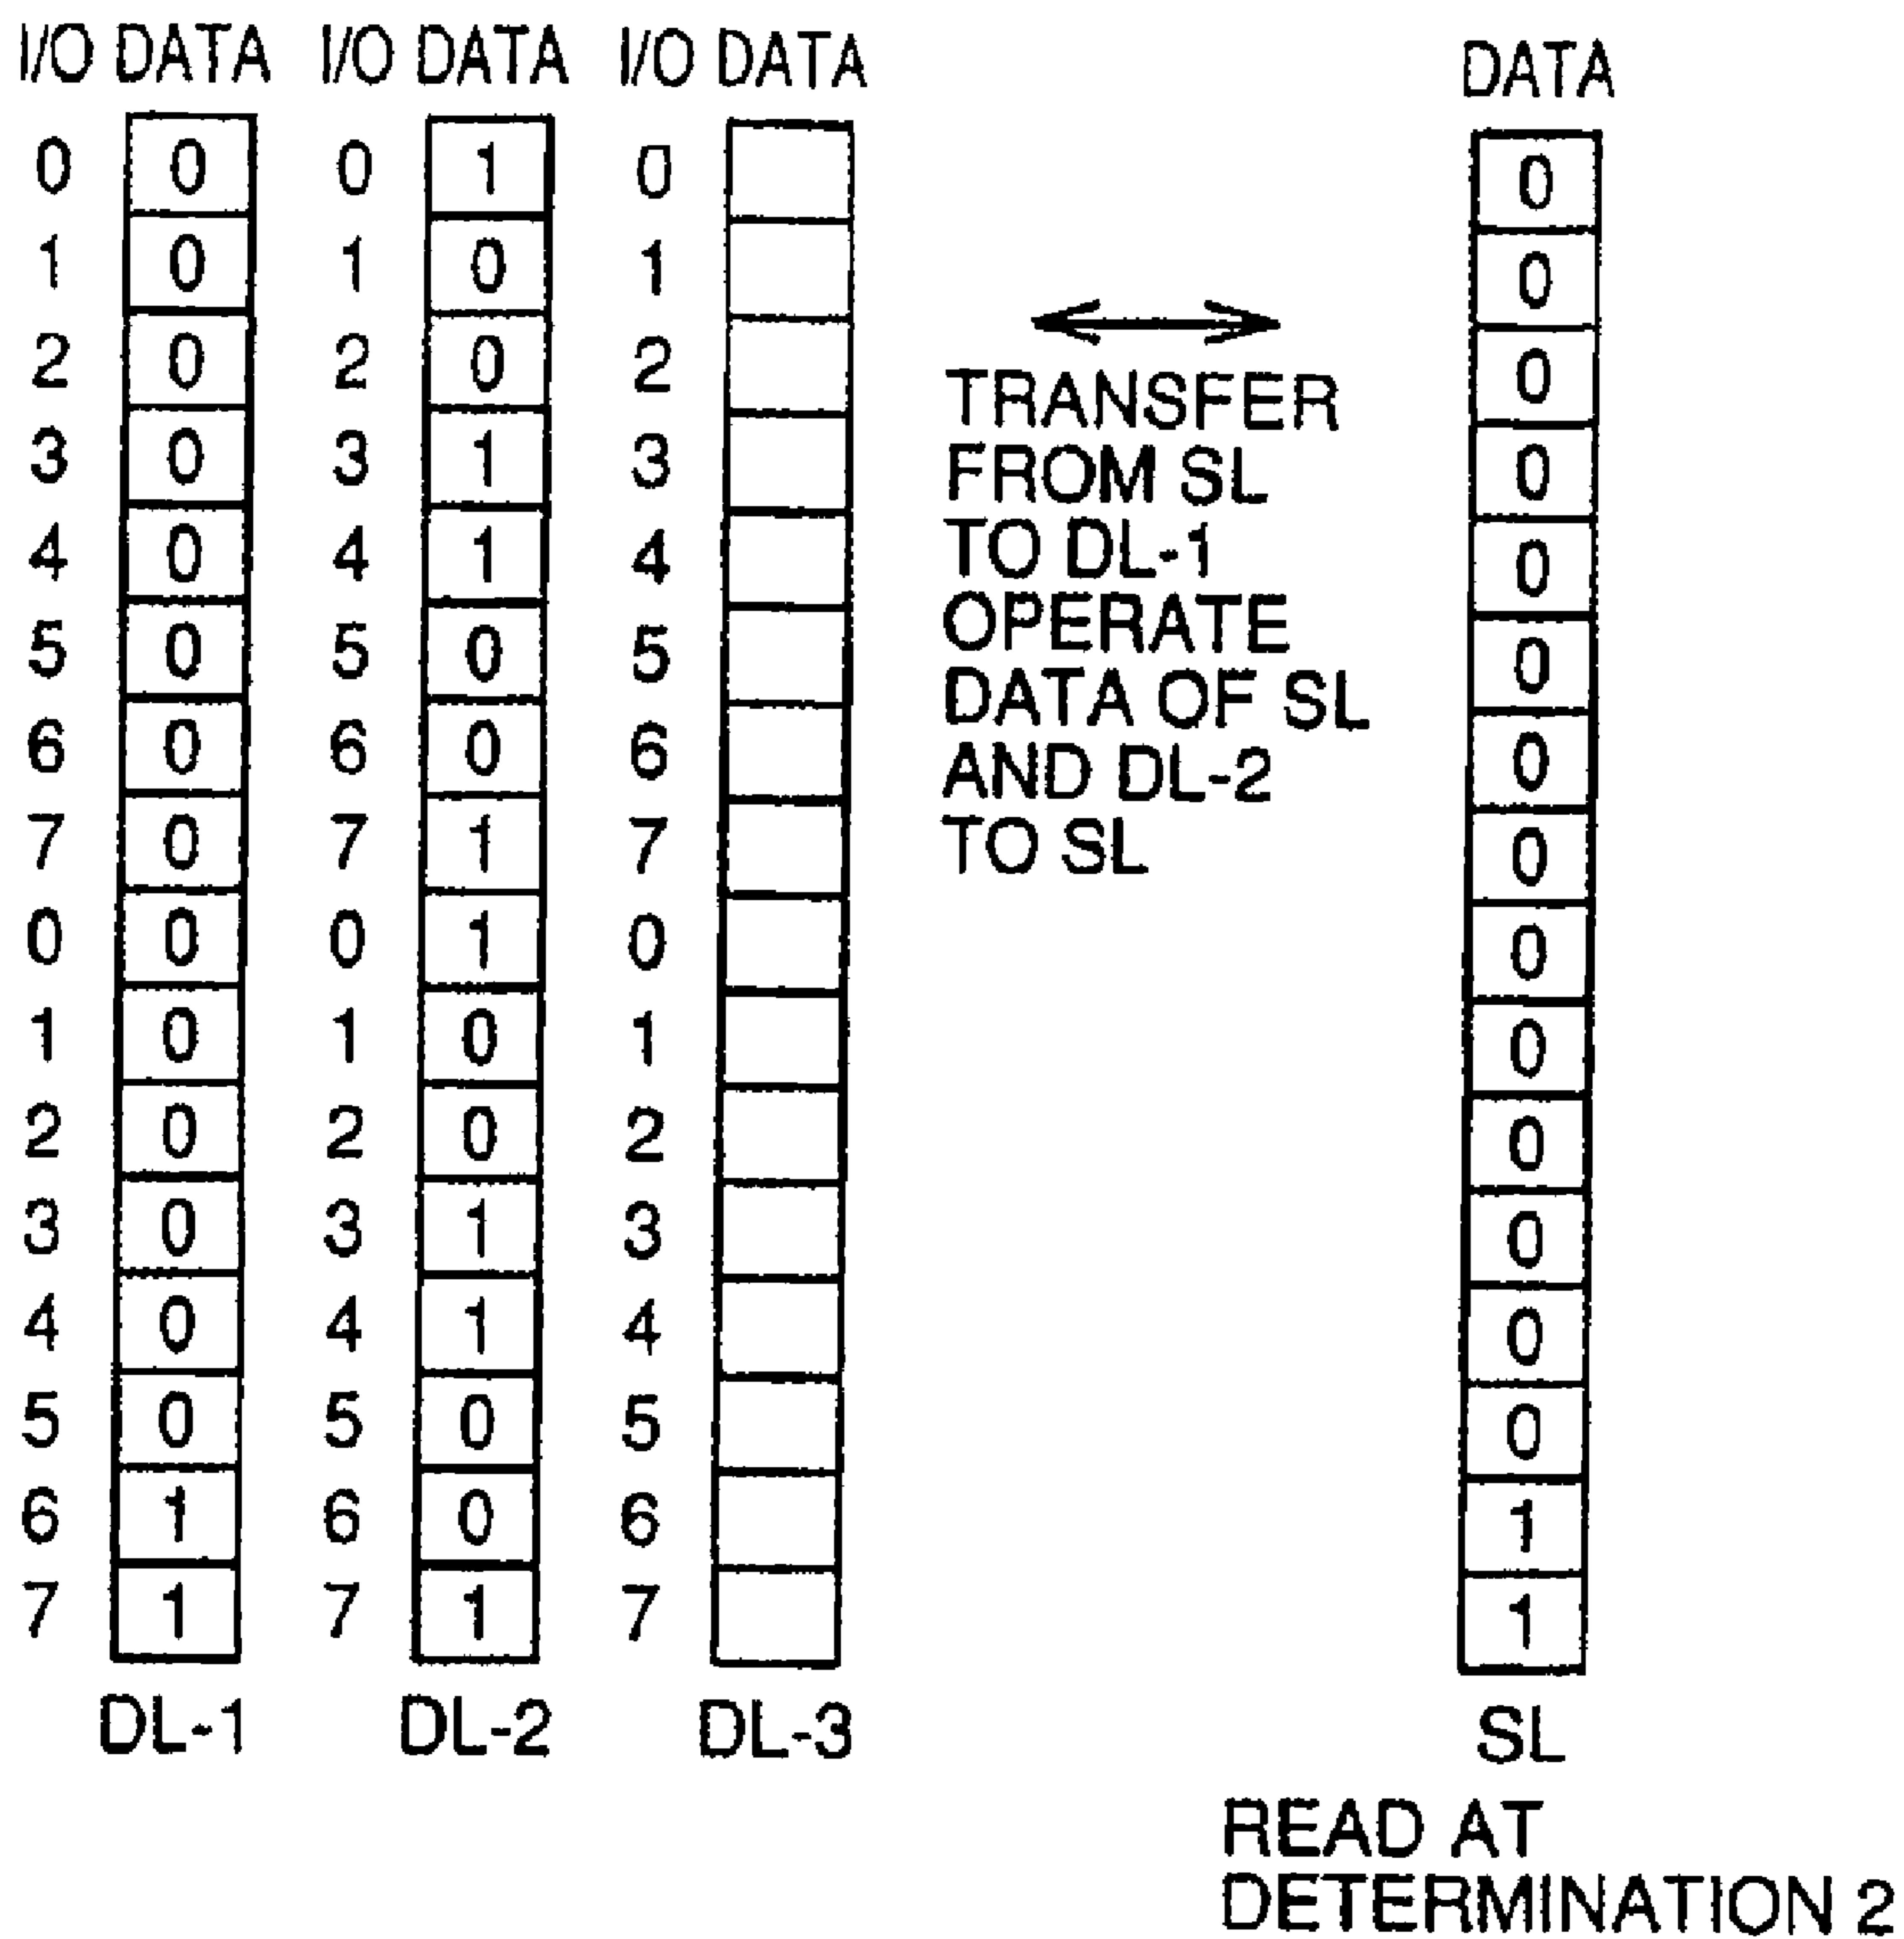 I/O DATA I/O DATA I/O DATA DATA
0 0 0 1 0 0
1 0 1 0 1 0
2 0 2 0 2 0
3 0 3 1 3 0
4 0 4 1 4 0
5 0 5 0 5 0
6 0 6 0 6 0
7 0 7 1 7 0
0 0 0 1 0 0
1 0 1 0 1 0
2 0 2 0 2 0
3 0 3 1 3 0
4 0 4 1 4 0
5 0 5 0 5 0
6 1 6 0 6 1
7 1 7 1 7 1
TRANSFER
FROM SL
TO DL-1
OPERATE
DATA OF SL
AND DL-2
TO SL
DL-1 DL-2 DL-3 SL
READ AT
DETERMINATION 2